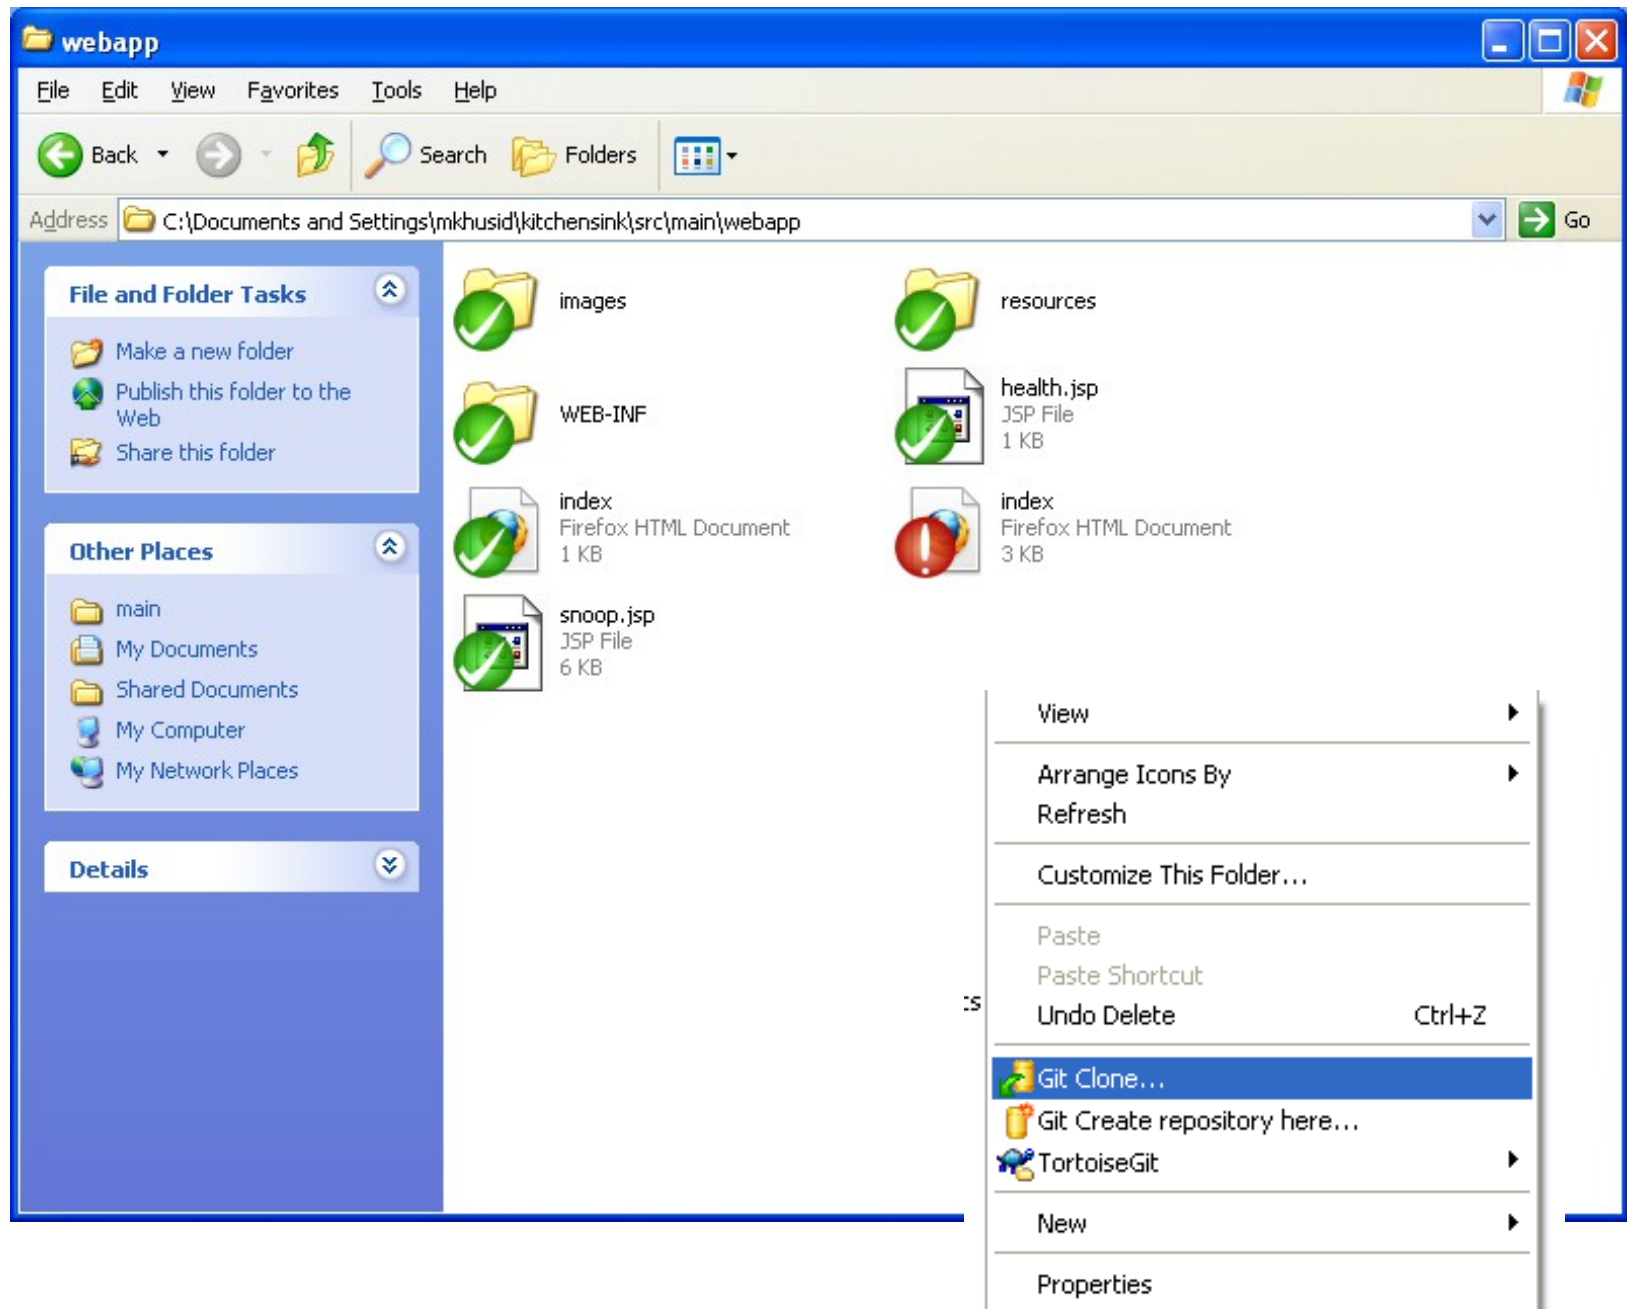 webapp
File Edit View Favorites Tools Help
Back Search Folders
Address C:\Documents and Settings\mkhusid\kitchensink\src\main\webapp Go
File and Folder Tasks
Make a new folder
Publish this folder to the
Web
Share this folder
Other Places
main
My Documents
Shared Documents
My Computer
My Network Places
Details
images
resources
WEB-INF
health.jsp
JSP File
1 KB
index
Firefox HTML Document
1 KB
index
Firefox HTML Document
3 KB
snoop.jsp
JSP File
6 KB
View
Arrange Icons By
Refresh
Customize This Folder...
Paste
Paste Shortcut
Undo Delete Ctrl+Z
Git Clone...
Git Create repository here...
TortoiseGit
New
Properties